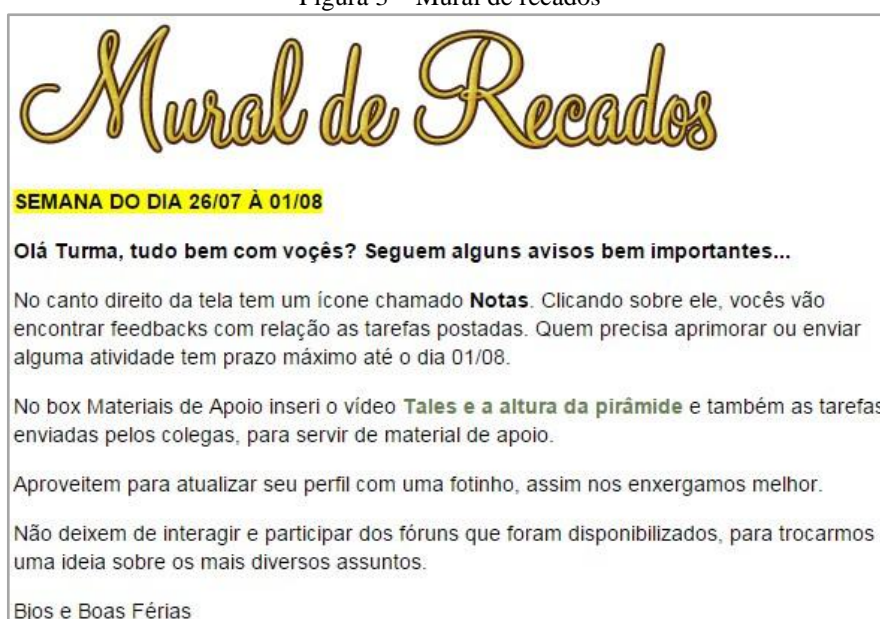 Figura 3 – Mural de recados
Mural de Recados
SEMANA DO DIA 26/07 À 01/08
Olá Turma, tudo bem com voçês? Seguem alguns avisos bem importantes...
No canto direito da tela tem um ícone chamado Notas. Clicando sobre ele, vocês vão
encontrar feedbacks com relação as tarefas postadas. Quem precisa aprimorar ou enviar
alguma atividade tem prazo máximo até o dia 01/08.
No box Materiais de Apoio inseri o vídeo Tales e a altura da pirâmide e também as tarefas
enviadas pelos colegas, para servir de material de apoio.
Aproveitem para atualizar seu perfil com uma fotinho, assim nos enxergamos melhor.
Não deixem de interagir e participar dos fóruns que foram disponibilizados, para trocarmos
uma ideia sobre os mais diversos assuntos.
Bjos e Boas Férias